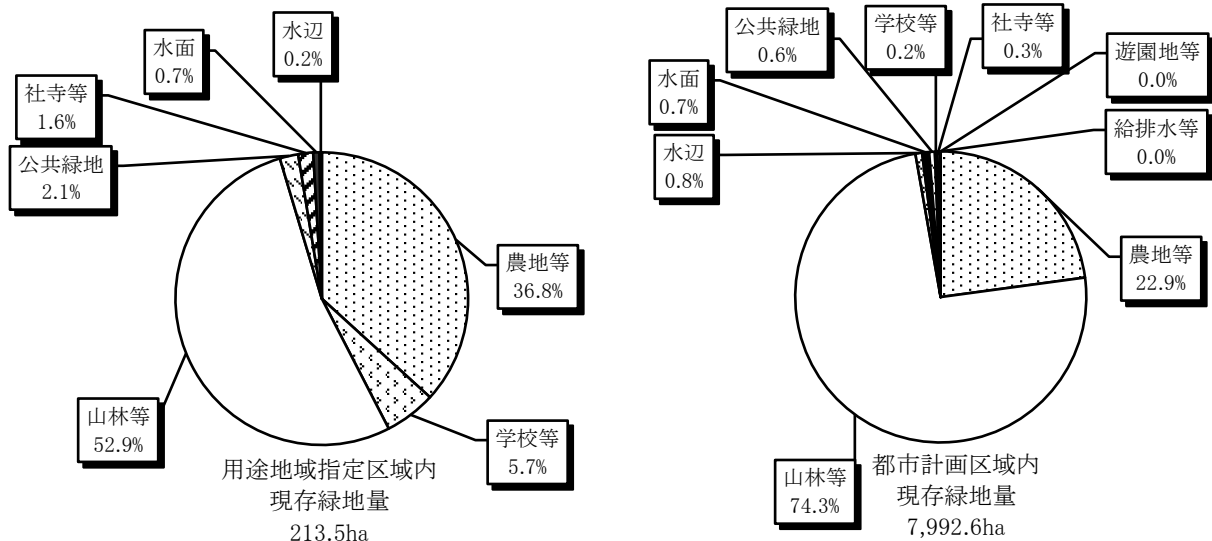 水辺
0.2%
水面
0.7%
社寺等
1.6%
公共緑地
2.1%
農地等
36.8%
山林等
52.9%
学校等
5.7%
用途地域指定区域内
現存緑地量
213.5ha
公共緑地
0.6%
学校等
0.2%
社寺等
0.3%
遊園地等
0.0%
水面
0.7%
給排水等
0.0%
水辺
0.8%
農地等
22.9%
山林等
74.3%
都市計画区域内
現存緑地量
7,992.6ha